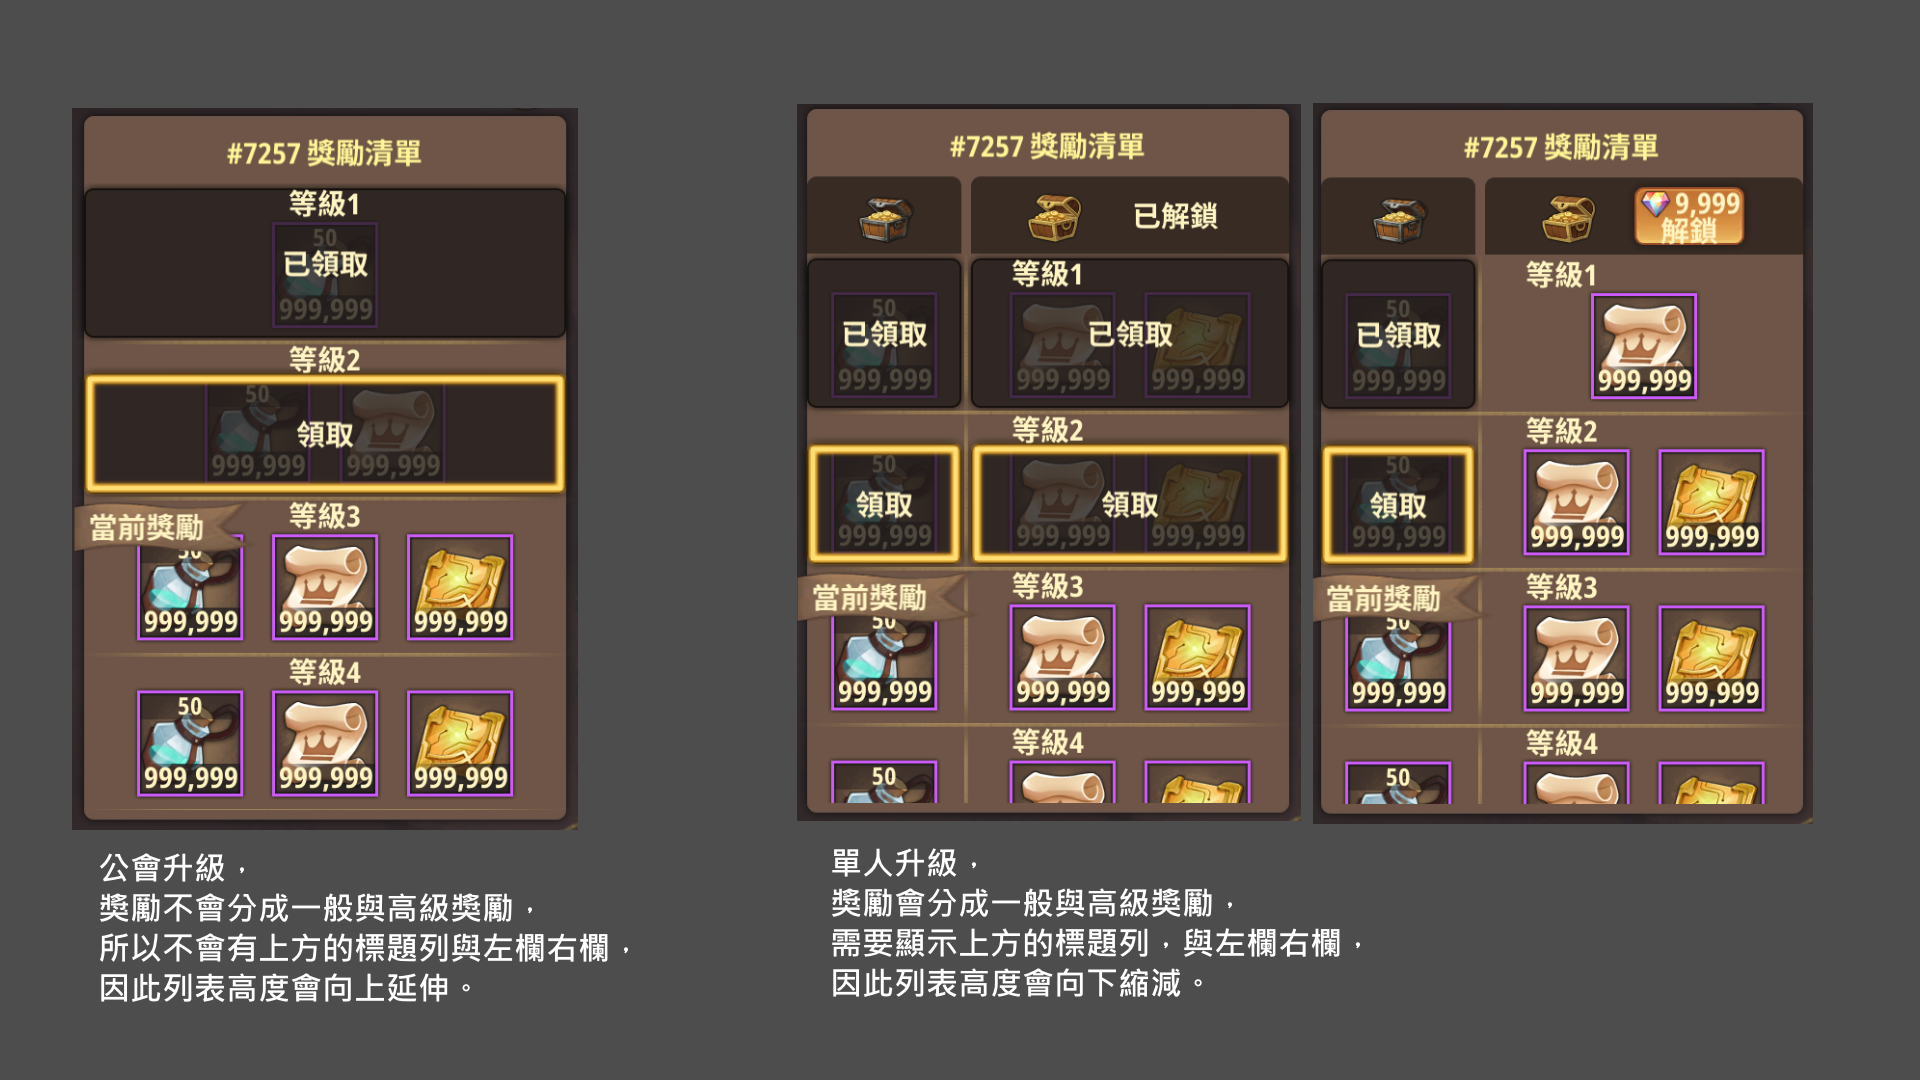 #7257 獎勵清單
等級1
50
已領取
999,999
等級2
50
領取
999,999
999,999
當前獎勵
等級3
50
999,999
999,999
999,999
等級4
50
999,999
999,999
999,999
公會升級，
獎勵不會分成一般與高級獎勵，
所以不會有上方的標題列與左欄右欄，
因此列表高度會向上延伸。
#7257 獎勵清單
已解鎖
等級1
50
已領取
已領取
999,999
999,999
999,999
等級2
50
領取
領取
999,999
999,999
999,999
當前獎勵
等級3
50
999,999
999,999
999,999
等級4
50
#7257 獎勵清單
9,999
解鎖
等級1
50
已領取
999,999
999,999
等級2
50
領取
999,999
999,999
999,999
當前獎勵
等級3
50
999,999
999,999
999,999
等級4
50
單人升級，
獎勵會分成一般與高級獎勵，
需要顯示上方的標題列，與左欄右欄，
因此列表高度會向下縮減。